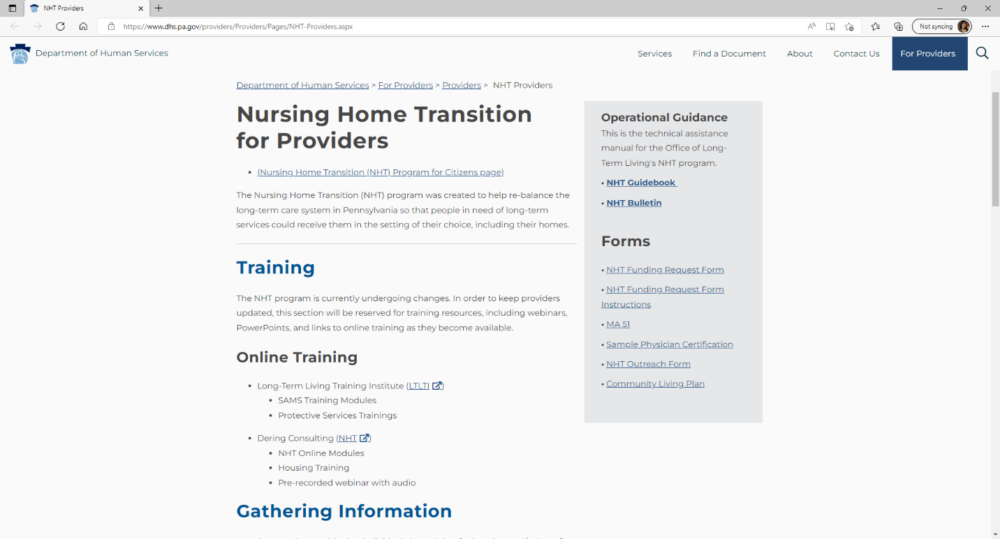 NHT Providers
https://www.dhs.pa.gov/providers/Providers/Pages/NHT-Providers.aspx
Not syncing
Department of Human Services
Services
Find a Document
About
Contact Us
For Providers
Department of Human Services > For Providers > Providers > NHT Providers
Nursing Home Transition
for Providers
• (Nursing Home Transition (NHT) Program for Citizens page)
The Nursing Home Transition (NHT) program was created to help re-balance the
long-term care system in Pennsylvania so that people in need of long-term
services could receive them in the setting of their choice, including their homes.
Training
The NHT program is currently undergoing changes. In order to keep providers
updated, this section will be reserved for training resources, including webinars,
PowerPoints, and links to online training as they become available.
Online Training
• Long-Term Living Training Institute (LTLTI)
• SAMS Training Modules
• Protective Services Trainings
• Dering Consulting (NHT)
• NHT Online Modules
• Housing Training
• Pre-recorded webinar with audio
Gathering Information
Operational Guidance
This is the technical assistance
manual for the Office of Long-
Term Living's NHT program.
• NHT Guidebook
• NHT Bulletin
Forms
• NHT Funding Request Form
• NHT Funding Request Form
Instructions
• MA 51
• Sample Physician Certification
• NHT Outreach Form
• Community Living Plan